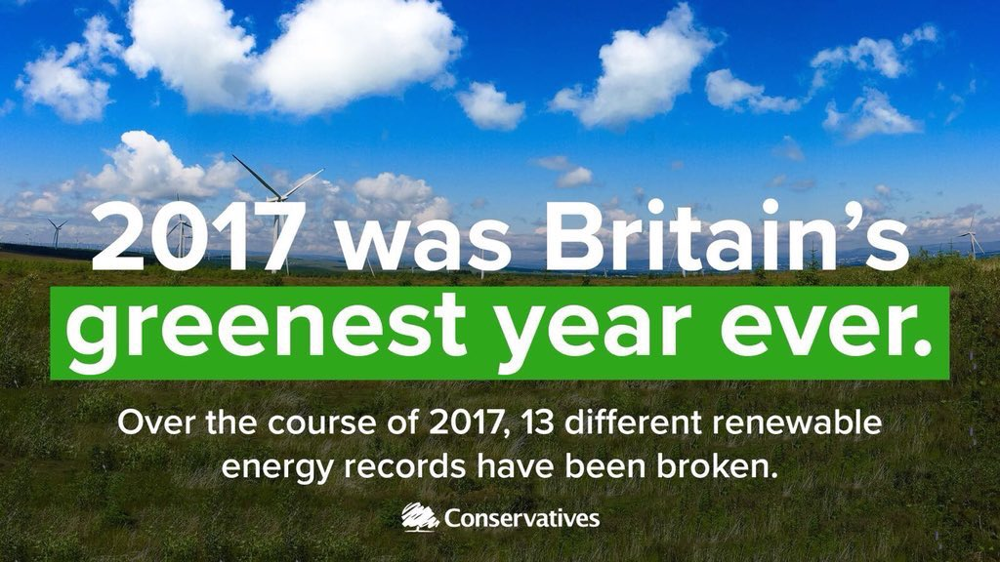 2017 was Britain’s
greenest year ever.
Over the course of 2017, 13 different renewable
energy records have been broken.
Conservatives